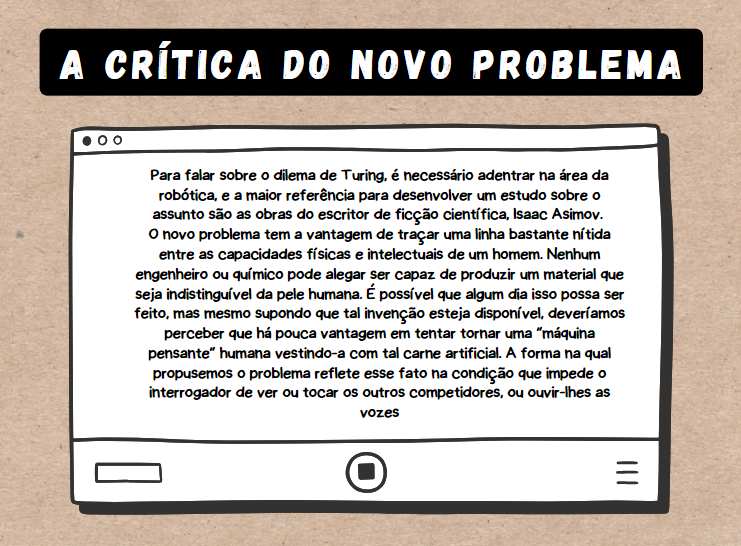 A CRÍTICA DO NOVO PROBLEMA
Para falar sobre o dilema de Turing, é necessário adentrar na área da
robótica, e a maior referência para desenvolver um estudo sobre o
assunto são as obras do escritor de ficção científica, Isaac Asimov.
O novo problema tem a vantagem de traçar uma linha bastante nítida
entre as capacidades físicas e intelectuais de um homem. Nenhum
engenheiro ou químico pode alegar ser capaz de produzir um material que
seja indistinguível da pele humana. É possível que algum dia isso possa ser
feito, mas mesmo supondo que tal invenção esteja disponível, deveríamos
perceber que há pouca vantagem em tentar tornar uma "máquina
pensante" humana vestindo-a com tal carne artificial. A forma na qual
propusemos o problema reflete esse fato na condição que impede o
interrogador de ver ou tocar os outros competidores, ou ouvir-lhes as
vozes